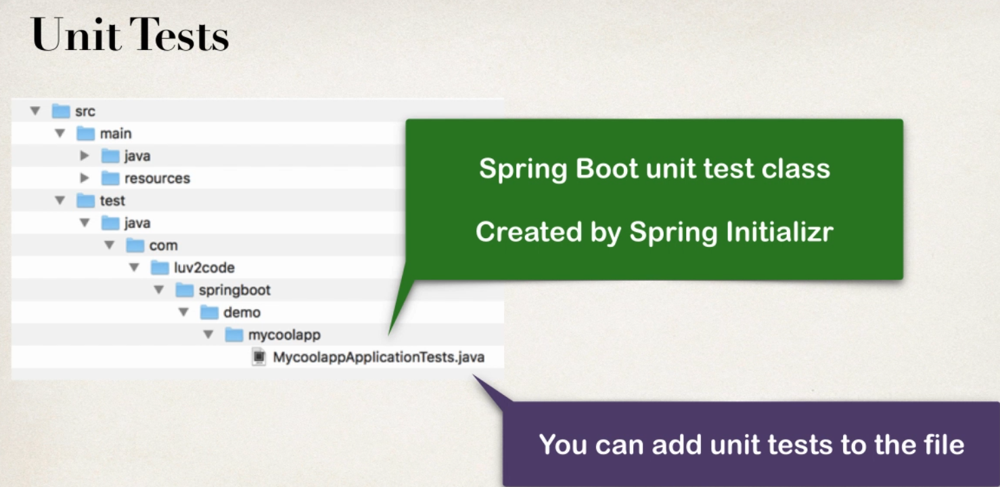 Unit Tests
src
main
java
resources
test
java
com
luv2code
springboot
demo
mycoolapp
MycoolappApplicationTests.java
Spring Boot unit test class
Created by Spring Initializr
You can add unit tests to the file